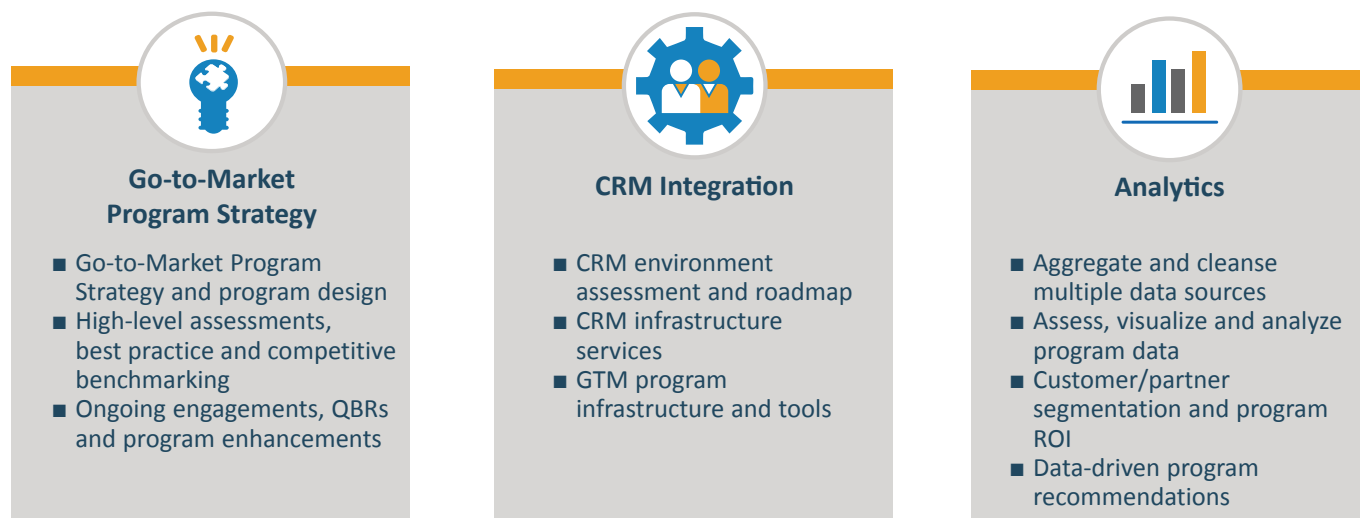 Go-to-Market
Program Strategy
■ Go-to-Market Program
Strategy and program design
■ High-level assessments,
best practice and competitive
benchmarking
■ Ongoing engagements, QBRs
and program enhancements
CRM Integration
■ CRM environment
assessment and roadmap
■ CRM infrastructure
services
■ GTM program
infrastructure and tools
Analytics
■ Aggregate and cleanse
multiple data sources
■ Assess, visualize and analyze
program data
■ Customer/partner
segmentation and program
ROI
■ Data-driven program
recommendations